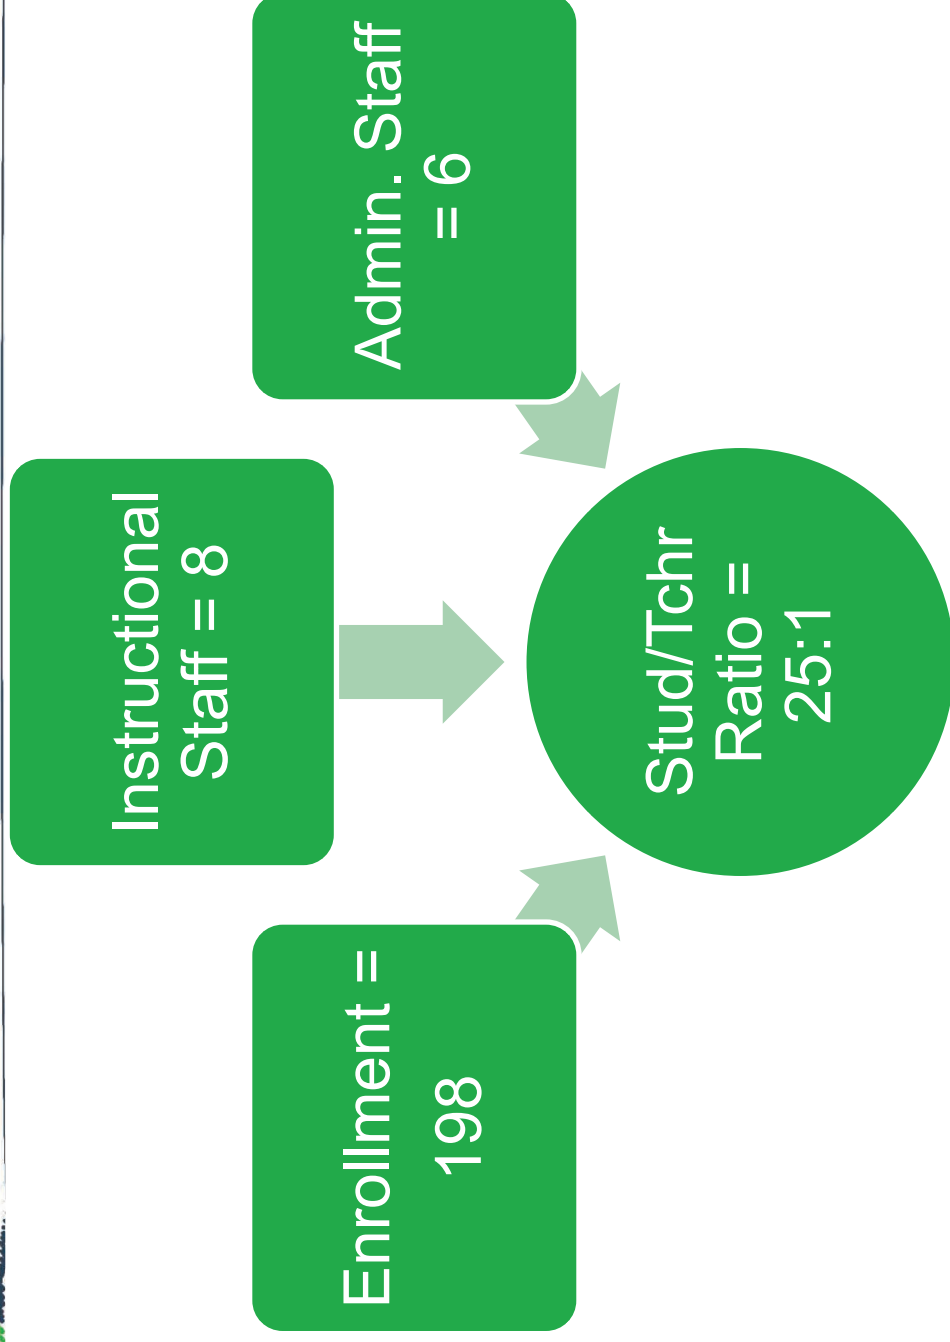 Enrollment =
198
Instructional
Staff = 8
Admin. Staff
= 6
Stud/Tchr
Ratio =
25:1